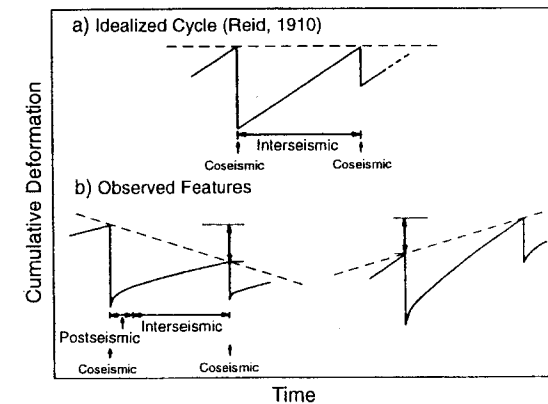 a) Idealized Cycle (Reid, 1910)
Interseismic
Coseismic
Coseismic
b) Observed Features
Interseismic
Postseismic
Coseismic
Coseismic
Cumulative Deformation
Time